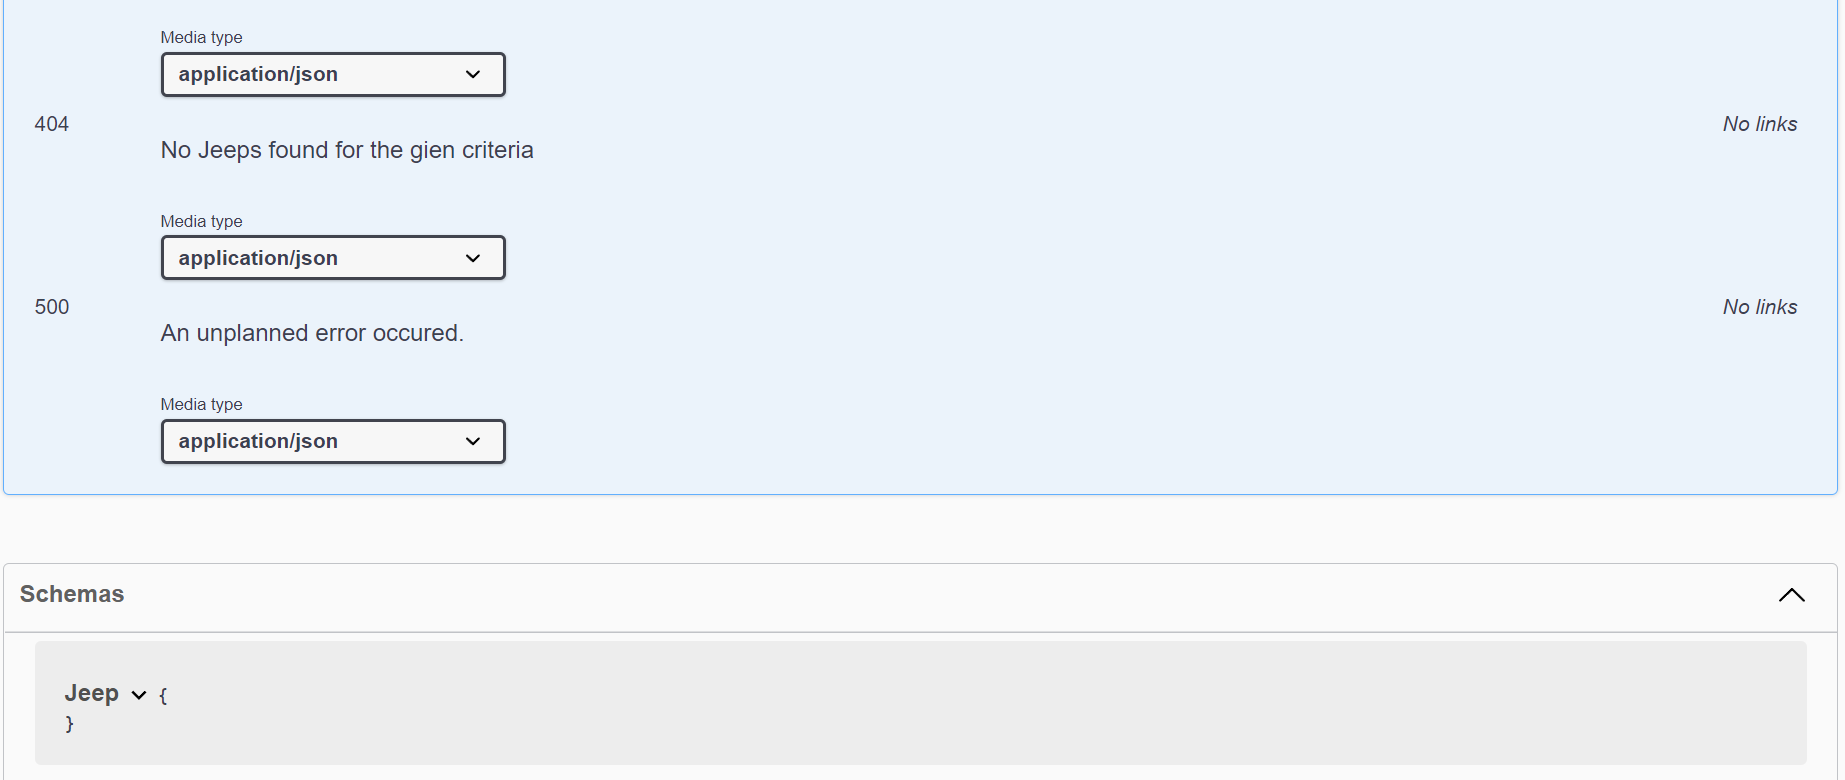 Media type
application/json
404
No links
No Jeeps found for the gien criteria
Media type
application/json
500
No links
An unplanned error occured.
Media type
application/json
Schemas
Jeep {
}